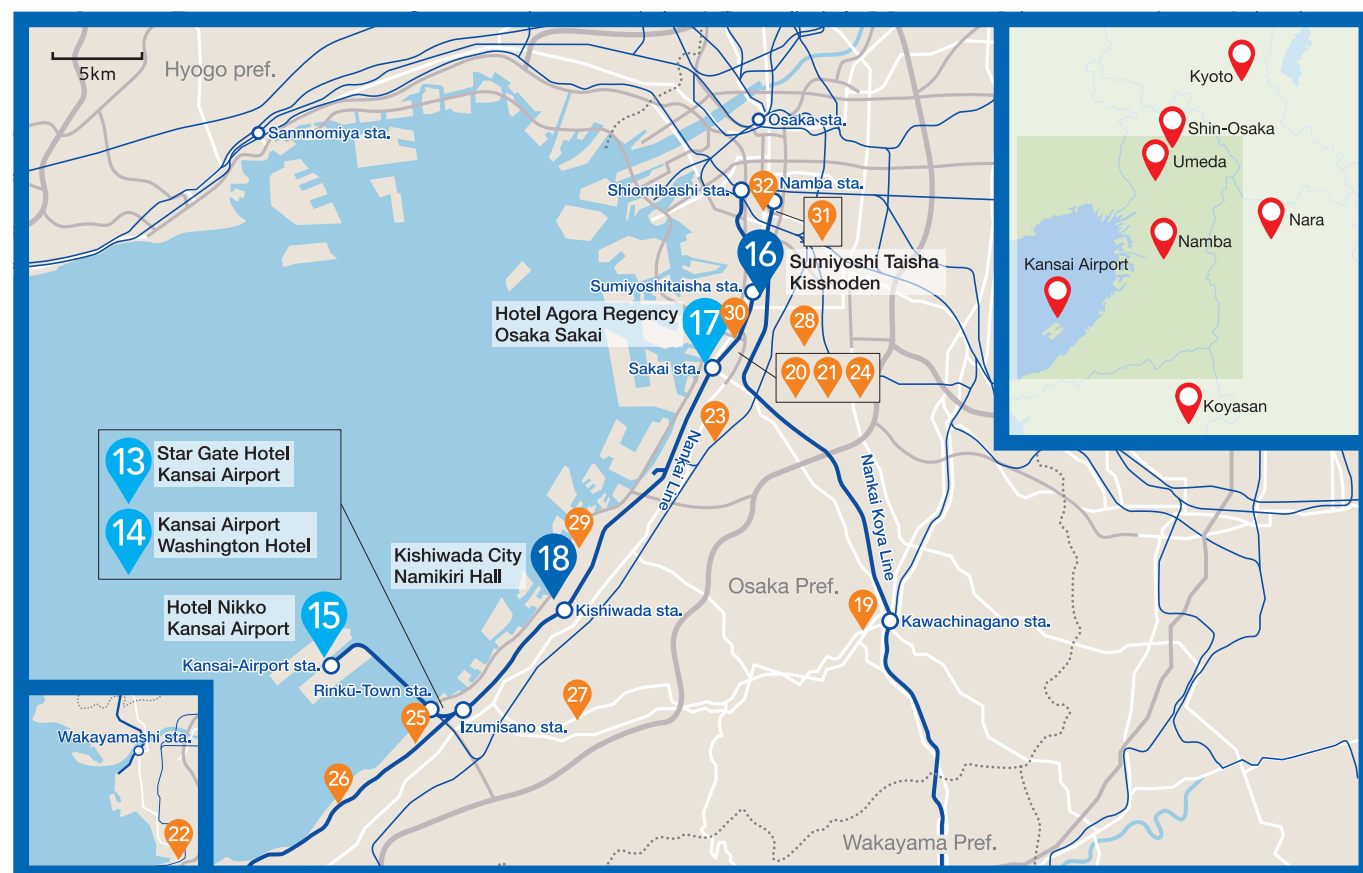 5km
Hyogo pref.
Sannnomiya sta.
Osaka sta.
Shiomibashi sta.
32
Namba sta.
31
16
Sumiyoshi Taisha
Kisshoden
Sumiyoshitaisha sta.
Hotel Agora Regency
Osaka Sakai
17
30
28
Sakai sta.
20
21
24
23
Nankai Line
Nankai Koya Line
13
Star Gate Hotel
Kansai Airport
14
Kansai Airport
Washington Hotel
29
Kishiwada City
Namikiri Hall
18
Osaka Pref.
Hotel Nikko
Kansai Airport
15
Kishiwada sta.
19
Kawachinagano sta.
Kansai-Airport sta.
Rinkū-Town sta.
27
25
Izumisano sta.
26
Wakayama Pref.
Wakayamashi sta.
22
Kyoto
Shin-Osaka
Umeda
Nara
Namba
Kansai Airport
Koyasan